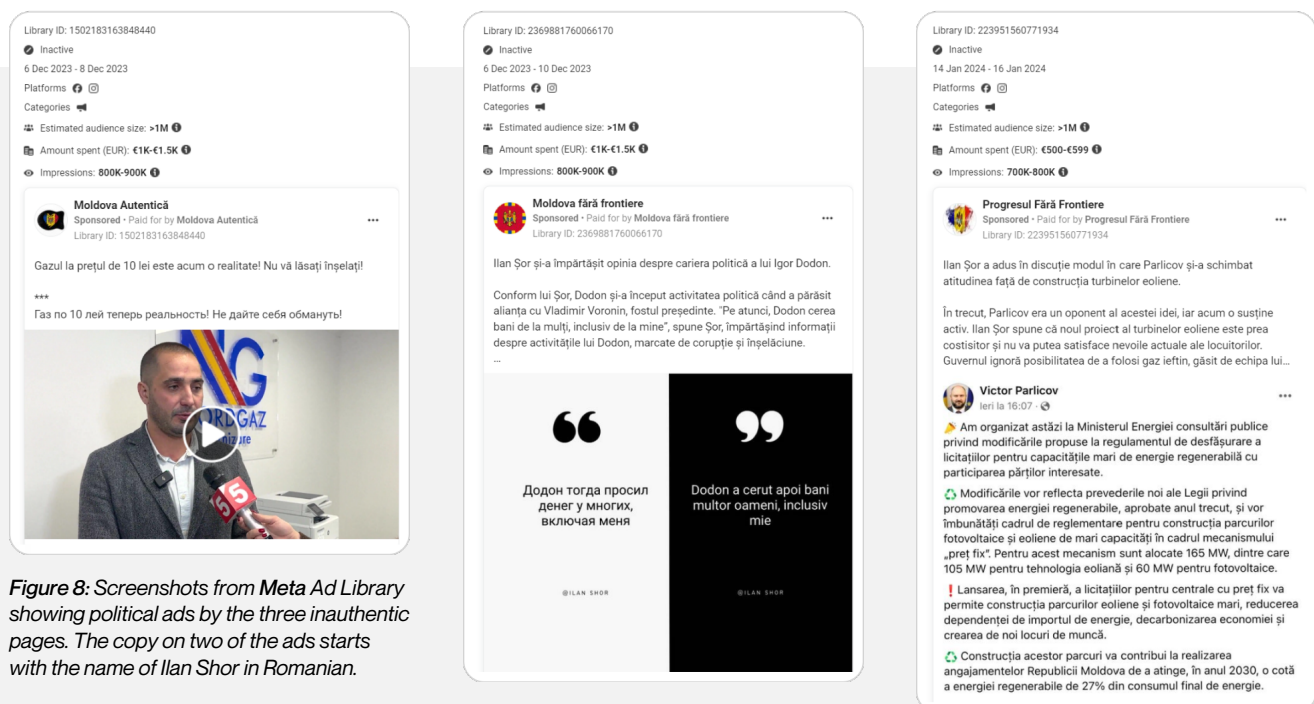 Library ID: 1502183163848440
Inactive
6 Dec 2023 - 8 Dec 2023
Platforms
Categories
Estimated audience size: >1M
Amount spent (EUR): €1K-€1.5K
Impressions: 800K-900K
Moldova Autentică
Sponsored • Paid for by Moldova Autentică
Library ID: 1502183163848440
Gazul la prețul de 10 lei este acum o realitate! Nu vă lăsați înșelați!
***
Газ по 10 лей теперь реальность! Не дайте себя обмануть!
NG
ORDGAZ
nizare
5
Figure 8: Screenshots from Meta Ad Library
showing political ads by the three inauthentic
pages. The copy on two of the ads starts
with the name of Ilan Shor in Romanian.
Library ID: 2369881760066170
Inactive
6 Dec 2023 - 10 Dec 2023
Platforms
Categories
Estimated audience size: >1M
Amount spent (EUR): €1K-€1.5K
Impressions: 800K-900K
Moldova fără frontiere
Sponsored • Paid for by Moldova fără frontiere
Library ID: 2369881760066170
Ilan Șor și-a împărtășit opinia despre cariera politică a lui Igor Dodon.
Conform lui Șor, Dodon și-a început activitatea politică când a părăsit
alianța cu Vladimir Voronin, fostul președinte. "Pe atunci, Dodon cerea
bani de la mulți, inclusiv de la mine", spune Șor, împărtășind informații
despre activitățile lui Dodon, marcate de corupție și înșelăciune.
...
Додон тогда просил
денег у многих,
включая меня
@ILAN SHOR
Dodon a cerut apoi bani
multor oameni, inclusiv
mie
@ILAN SHOR
Library ID: 223951560771934
Inactive
14 Jan 2024 - 16 Jan 2024
Platforms
Categories
Estimated audience size: >1M
Amount spent (EUR): €500-€599
Impressions: 700K-800K
Progresul Fără Frontiere
Sponsored • Paid for by Progresul Fără Frontiere
Library ID: 223951560771934
Ilan Șor a adus în discuție modul în care Parlicov și-a schimbat
atitudinea față de construcția turbinelor eoliene.
În trecut, Parlicov era un oponent al acestei idei, iar acum o susține
activ. Ilan Șor spune că noul proiect al turbinelor eoliene este prea
costisitor și nu va putea satisface nevoile actuale ale locuitorilor.
Guvernul ignoră posibilitatea de a folosi gaz ieftin, găsit de echipa lui...
Victor Parlicov
Ieri la 16:07
Am organizat astăzi la Ministerul Energiei consultări publice
privind modificările propuse la regulamentul de desfășurare a
licitațiilor pentru capacitățile mari de energie regenerabilă cu
participarea părților interesate.
Modificările vor reflecta prevederile noi ale Legii privind
promovarea energiei regenerabile, aprobate anul trecut, și vor
îmbunătăți cadrul de reglementare pentru construcția parcurilor
fotovoltaice și eoliene de mari capacități în cadrul mecanismului
„preț fix”. Pentru acest mecanism sunt alocate 165 MW, dintre care
105 MW pentru tehnologia eoliană și 60 MW pentru fotovoltaice.
Lansarea, în premieră, a licitațiilor pentru centrale cu preț fix va
permite construcția parcurilor eoliene și fotovoltaice mari, reducerea
dependenței de importul de energie, decarbonizarea economiei și
crearea de noi locuri de muncă.
Construcția acestor parcuri va contribui la realizarea
angajamentelor Republicii Moldova de a atinge, în anul 2030, o cotă
a energiei regenerabile de 27% din consumul final de energie.